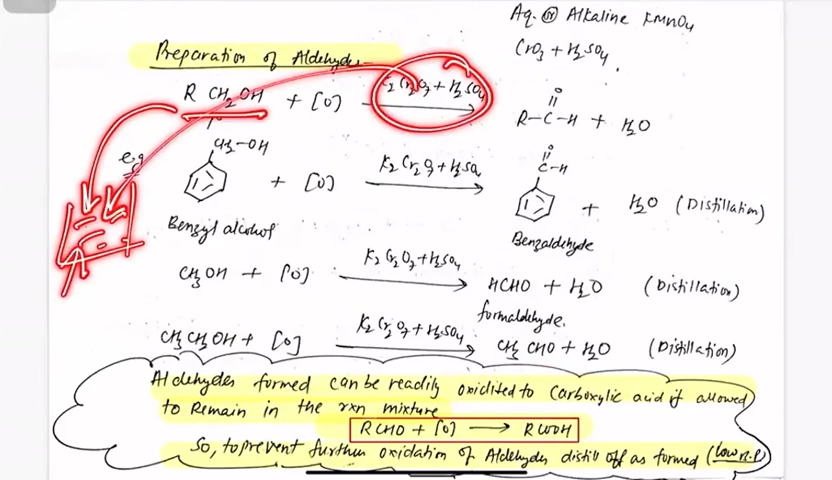 Aq. or Alkaline KMnO4
CrO3 + H2SO4.
Preparation of Aldehydes
R CH2OH + [O] K2Cr2O7 + H2SO4 R-C-H + H2O
e.g
CH2-OH + [O] K2Cr2O7 + H2SO4 C-H + H2O (Distillation)
Benzyl alcohol Benzaldehyde
CH3OH + [O] K2Cr2O7 + H2SO4 HCHO + H2O (Distillation)
formaldehyde.
CH3CH2OH + [O] K2Cr2O7 + H2SO4 CH3CHO + H2O (Distillation)
Aldehydes formed can be readily oxidited to Carboxylic acid if allowed
to Remain in the rxn mixture
RCHO + [O] → RCOOH
So, to prevent further oxidation of Aldehydes distill off as formed (Low